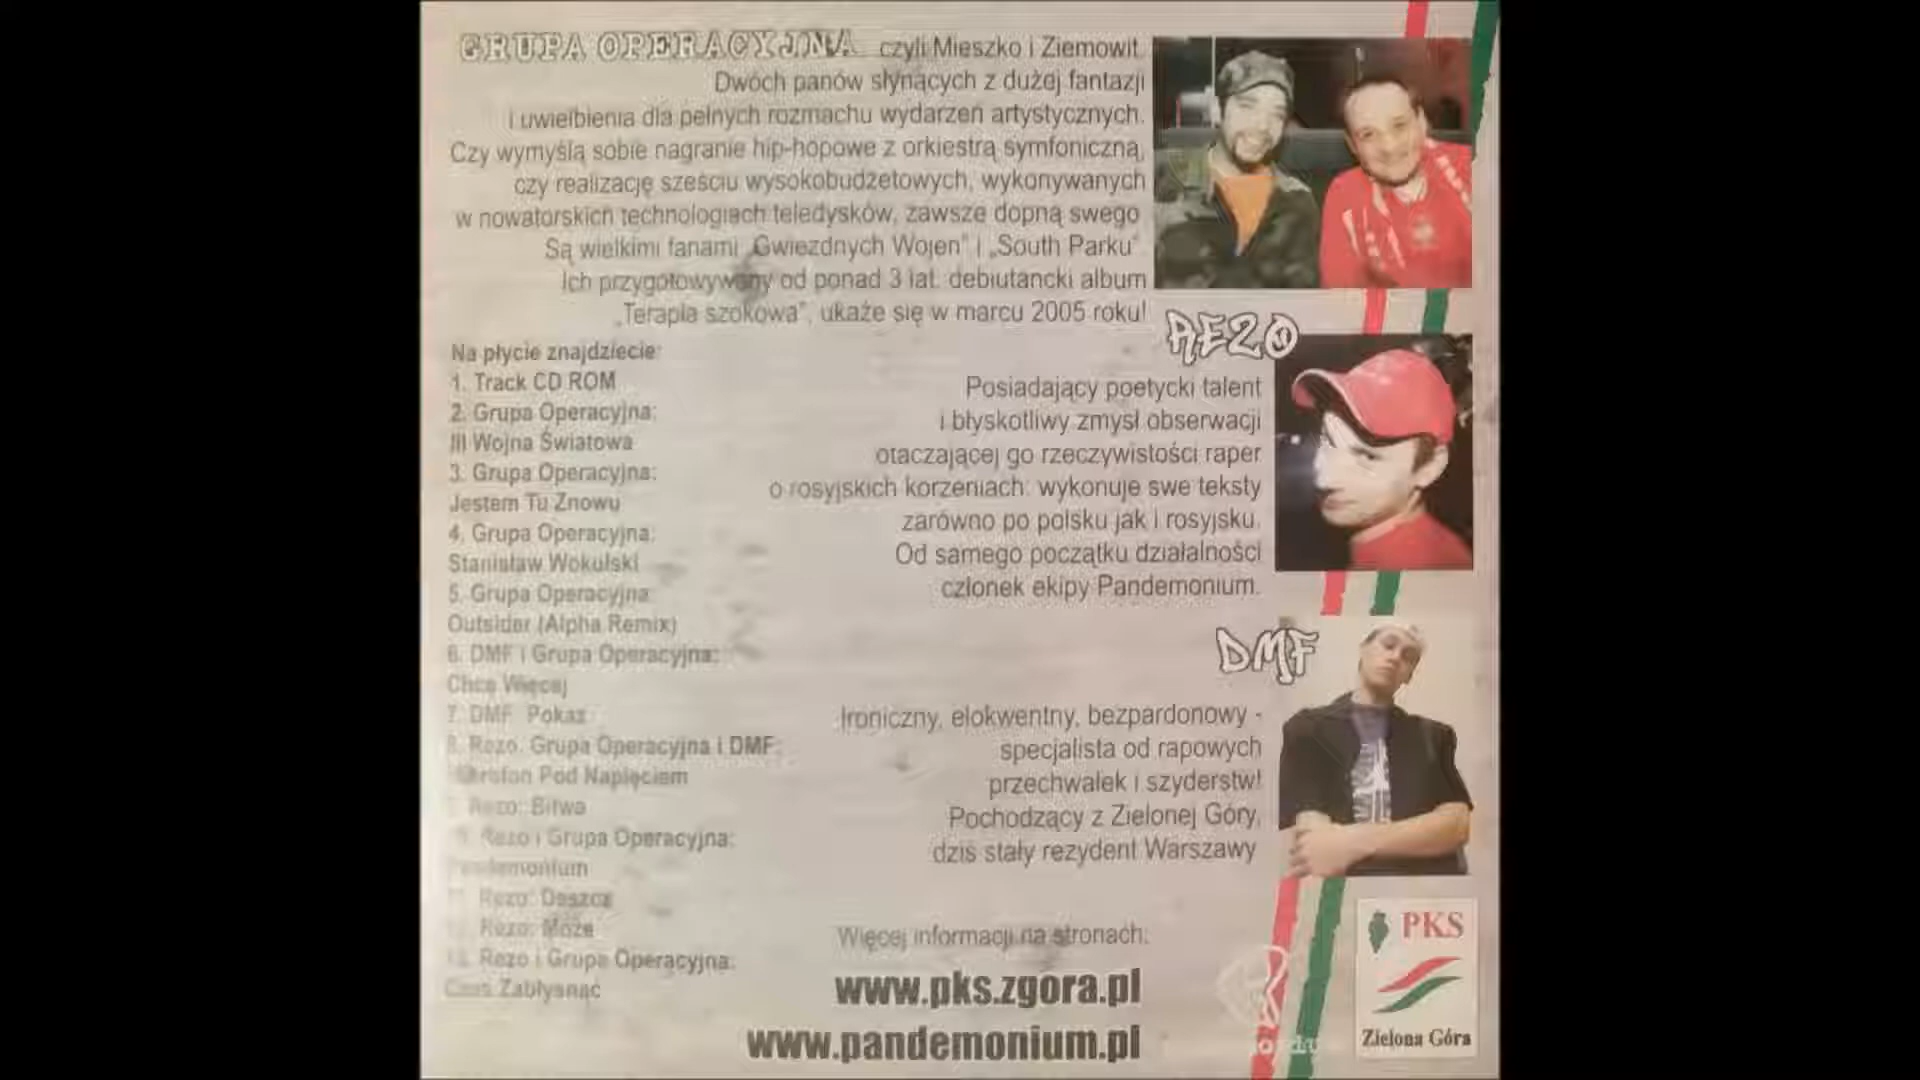 GRUPA OPERACYJNA czyli Mieszko i Ziemowit.
Dwóch panów słynących z dużej fantazji
i uwielbienia dla pełnych rozmachu wydarzeń artystycznych.
Czy wymyślą sobie nagranie hip-hopowe z orkiestrą symfoniczną,
czy realizację sześciu wysokobudżetowych, wykonywanych
w nowatorskich technologiach teledysków, zawsze dopną swego
Są wielkimi fanami „Gwiezdnych Wojen" i „South Parku".
Ich przygotowywany od ponad 3 lat, debiutancki album
„Terapia szokowa", ukaże się w marcu 2005 roku!
Na płycie znajdziecie:
1. Track CD ROM
2. Grupa Operacyjna:
III Wojna Światowa
3. Grupa Operacyjna:
Jestem Tu Znowu
4. Grupa Operacyjna:
Stanisław Wokulski
5. Grupa Operacyjna:
Outsider (Alpha Remix)
6. DMF i Grupa Operacyjna:
Chcę Więcej
7. DMF: Pokaz
8. Rezo, Grupa Operacyjna i DMF:
Pod Napięciem
Rezo: Bitwa
Rezo i Grupa Operacyjna:
Pandemonium
Rezo: Deszcz
Rezo: Może
Rezo i Grupa Operacyjna:
Czas Zabłysnąć
REZO
Posiadający poetycki talent
i błyskotliwy zmysł obserwacji
otaczającej go rzeczywistości raper
o rosyjskich korzeniach: wykonuje swe teksty
zarówno po polsku jak i rosyjsku.
Od samego początku działalności
członek ekipy Pandemonium.
DMF
Ironiczny, elokwentny, bezpardonowy -
specjalista od rapowych
przechwałek i szyderstw!
Pochodzący z Zielonej Góry,
dziś stały rezydent Warszawy
Więcej informacji na stronach:
www.pks.zgora.pl
www.pandemonium.pl
PKS
Zielona Góra